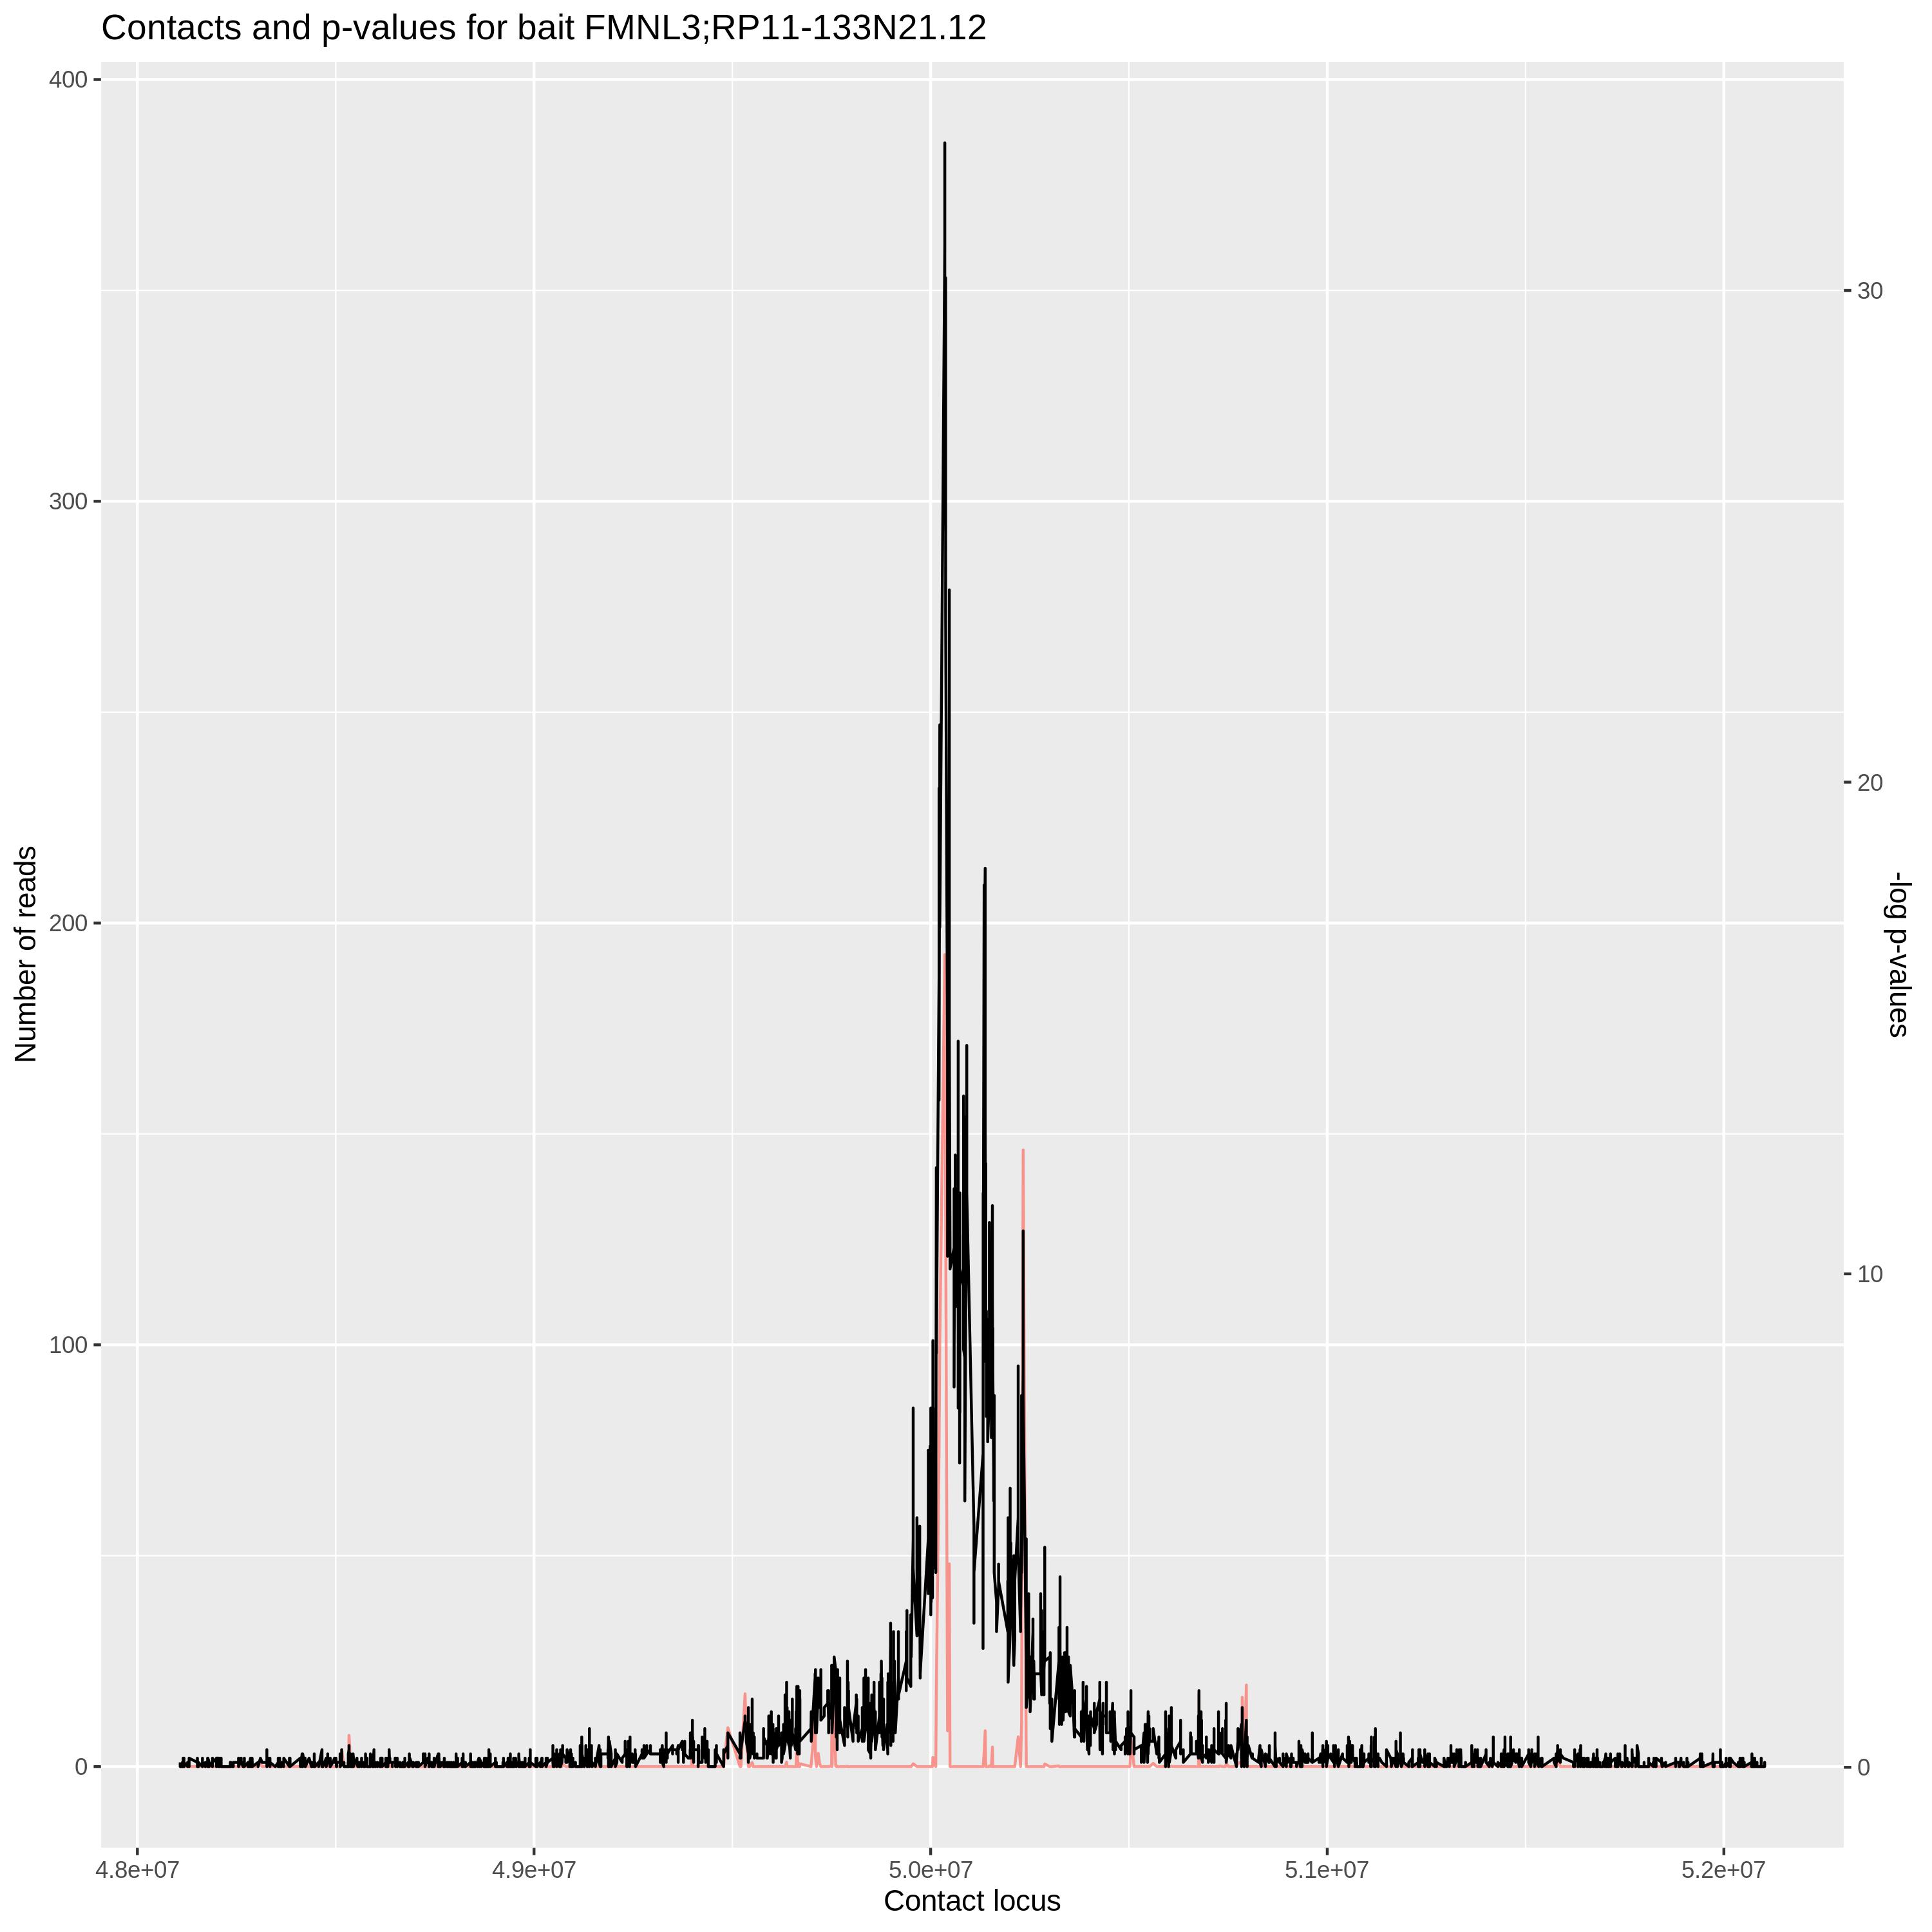 Contacts and p-values for bait FMNL3;RP11-133N21.12
400
300
200
100
0
Number of reads
30
20
10
0
-log p-values
4.8e+07
4.9e+07
5.0e+07
5.1e+07
5.2e+07
Contact locus